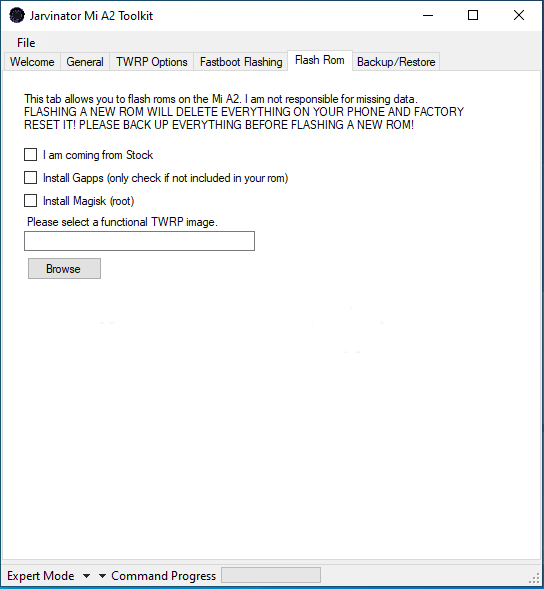 Jarvinator Mi A2 Toolkit
File
Welcome General TWRP Options Fastboot Flashing Flash Rom Backup/Restore
This tab allows you to flash roms on the Mi A2. I am not responsible for missing data.
FLASHING A NEW ROM WILL DELETE EVERYTHING ON YOUR PHONE AND FACTORY
RESET IT! PLEASE BACK UP EVERYTHING BEFORE FLASHING A NEW ROM!
I am coming from Stock
Install Gapps (only check if not included in your rom)
Install Magisk (root)
Please select a functional TWRP image.
Browse
Expert Mode Command Progress